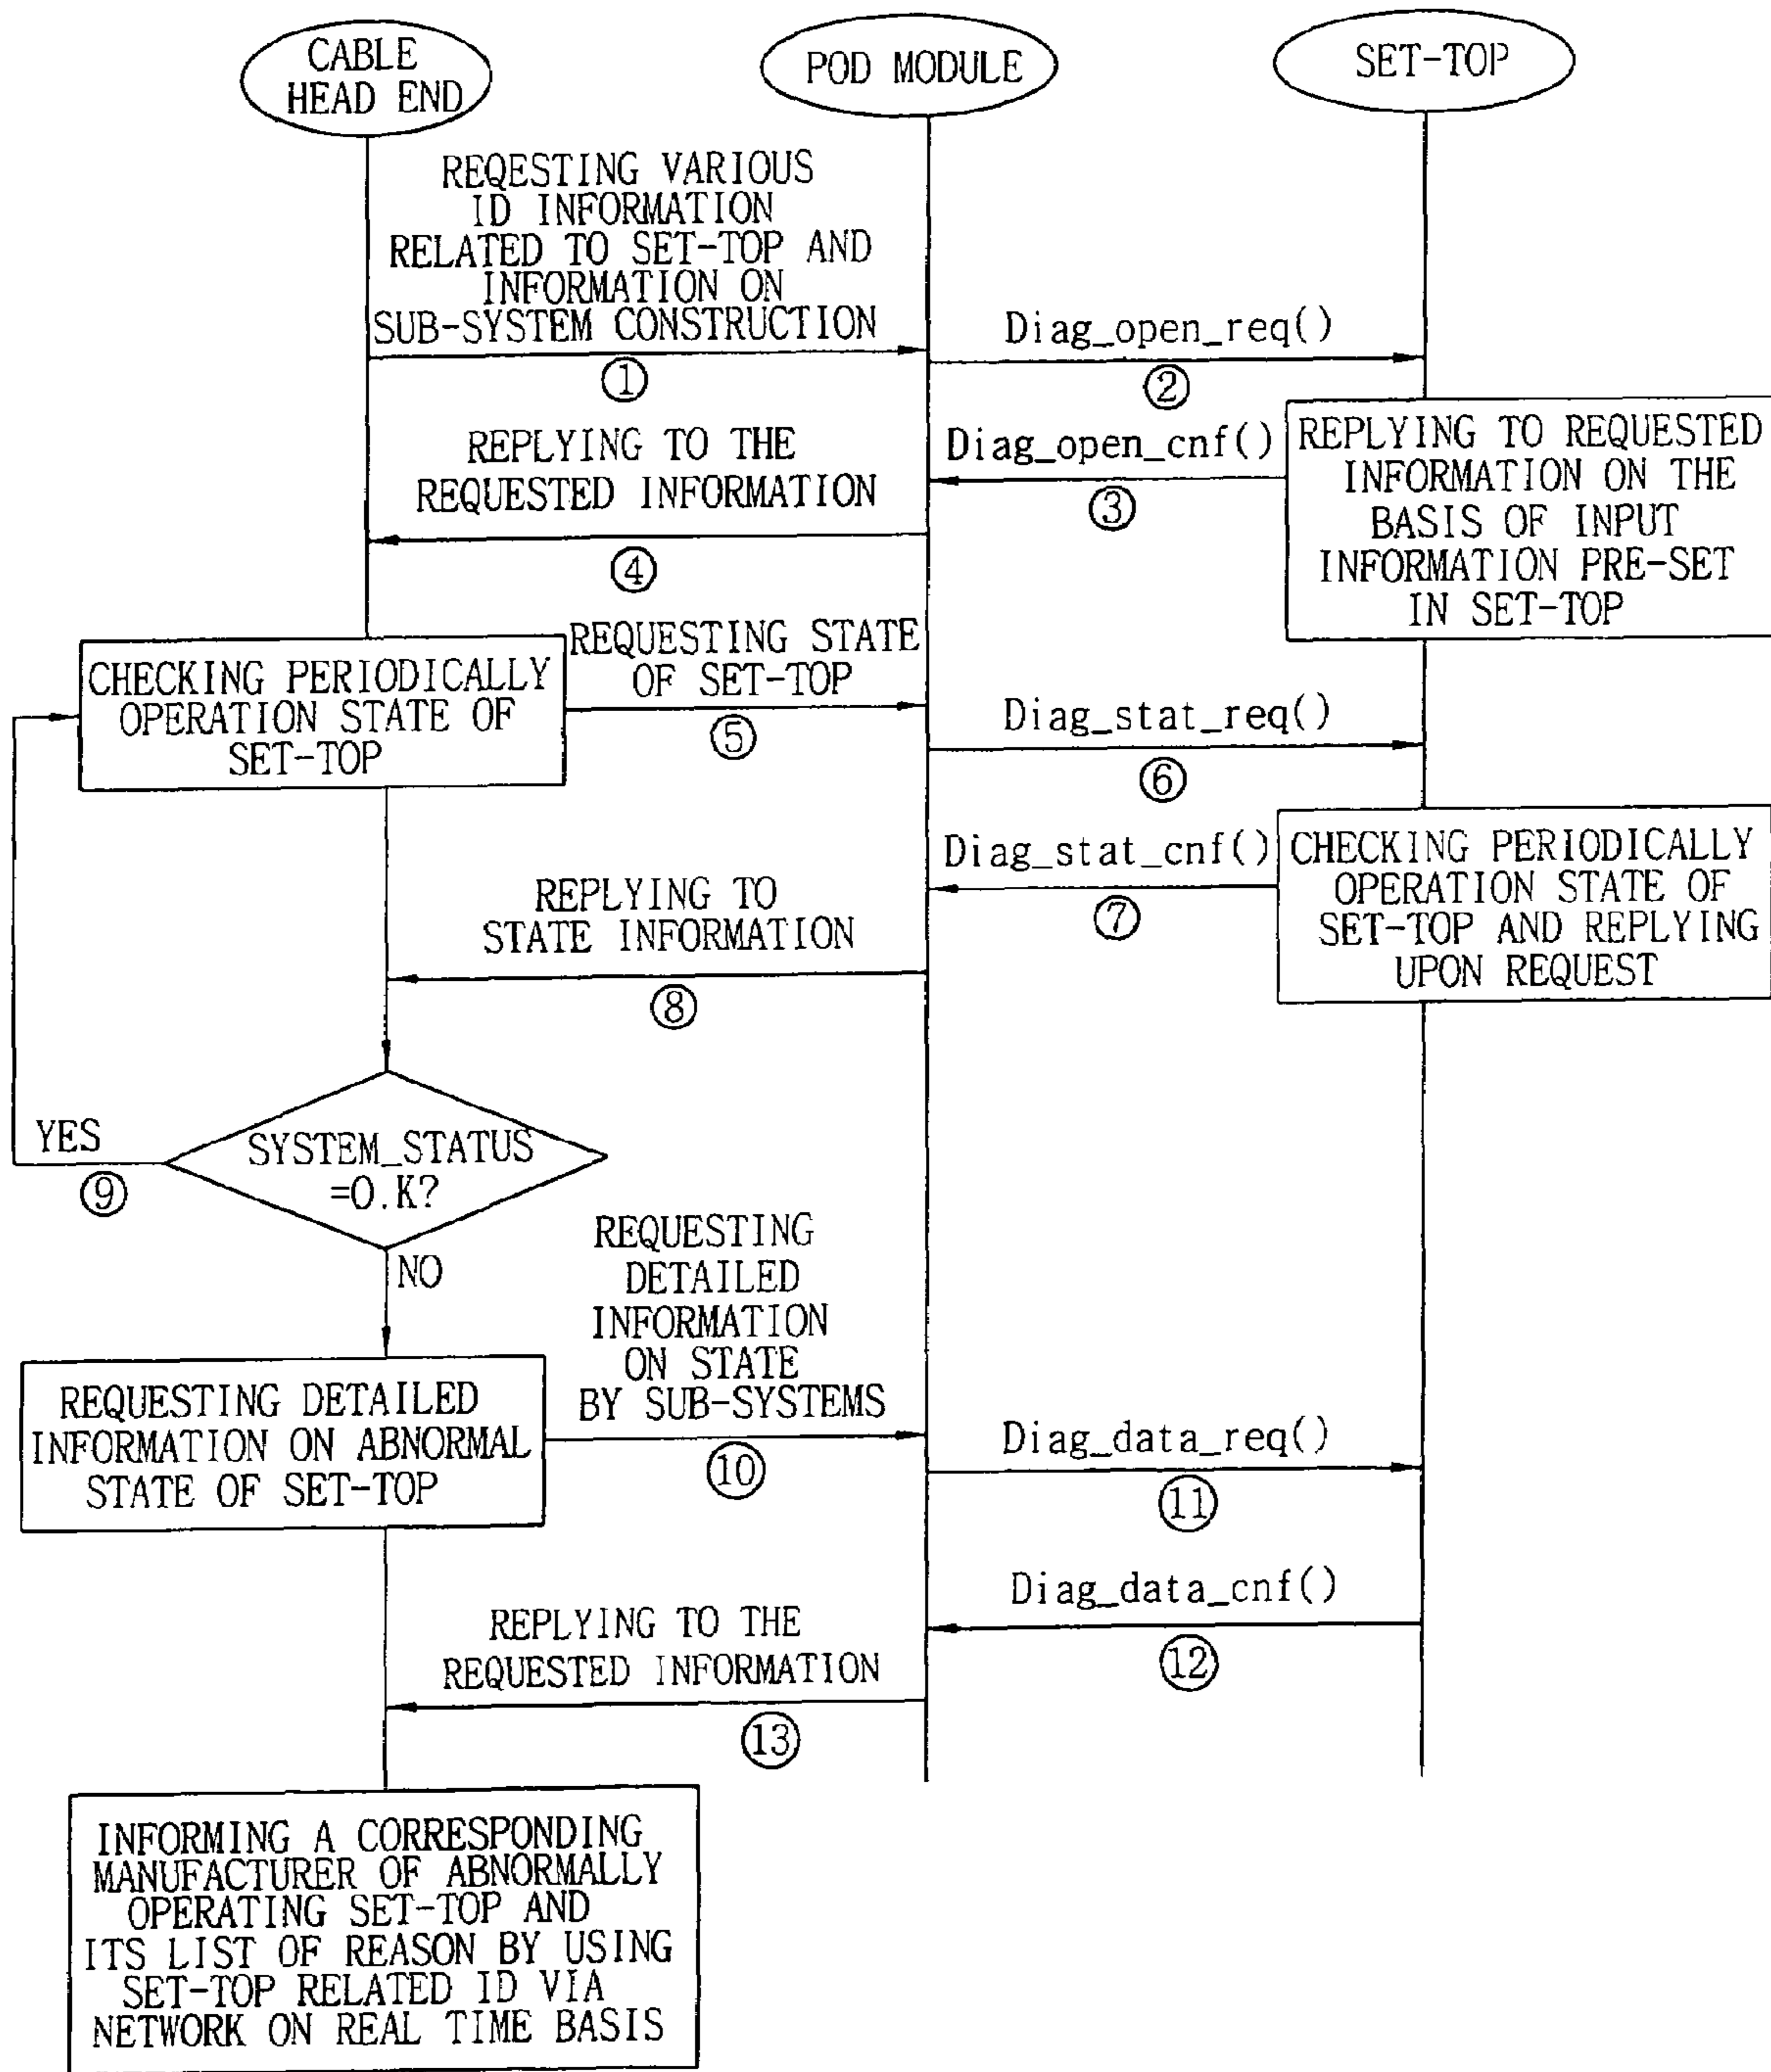 CABLE
HEAD END
POD MODULE
SET-TOP
REQESTING VARIOUS
ID INFORMATION
RELATED TO SET-TOP AND
INFORMATION ON
SUB-SYSTEM CONSTRUCTION
①
Diag_open_req()
②
REPLYING TO THE
REQUESTED INFORMATION
④
Diag_open_cnf()
③
REPLYING TO REQUESTED
INFORMATION ON THE
BASIS OF INPUT
INFORMATION PRE-SET
IN SET-TOP
CHECKING PERIODICALLY
OPERATION STATE OF
SET-TOP
REQUESTING STATE
OF SET-TOP
⑤
Diag_stat_req()
⑥
Diag_stat_cnf()
⑦
CHECKING PERIODICALLY
OPERATION STATE OF
SET-TOP AND REPLYING
UPON REQUEST
REPLYING TO
STATE INFORMATION
⑧
YES
⑨
SYSTEM_STATUS
=O.K?
NO
REQUESTING DETAILED
INFORMATION ON ABNORMAL
STATE OF SET-TOP
REQUESTING
DETAILED
INFORMATION
ON STATE
BY SUB-SYSTEMS
⑩
Diag_data_req()
⑪
Diag_data_cnf()
⑫
REPLYING TO THE
REQUESTED INFORMATION
⑬
INFORMING A CORRESPONDING
MANUFACTURER OF ABNORMALLY
OPERATING SET-TOP AND
ITS LIST OF REASON BY USING
SET-TOP RELATED ID VIA
NETWORK ON REAL TIME BASIS